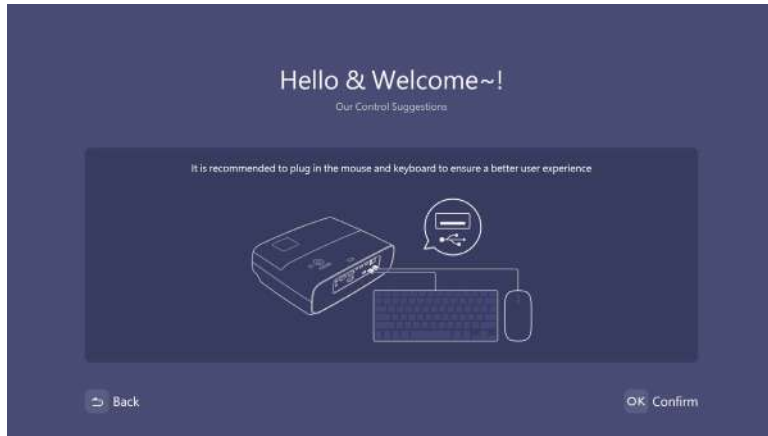 Hello & Welcome~!
Our Control Suggestions
It is recommended to plug in the mouse and keyboard to ensure a better user experience
Back
OK Confirm